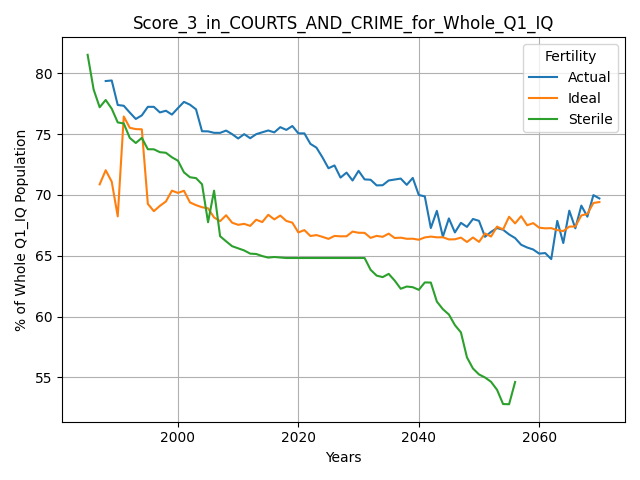 Score_3_in_COURTS_AND_CRIME_for_Whole_Q1_IQ
Fertility
Actual
Ideal
Sterile
% of Whole Q1_IQ Population
80
75
70
65
60
55
2000
2020
2040
2060
Years